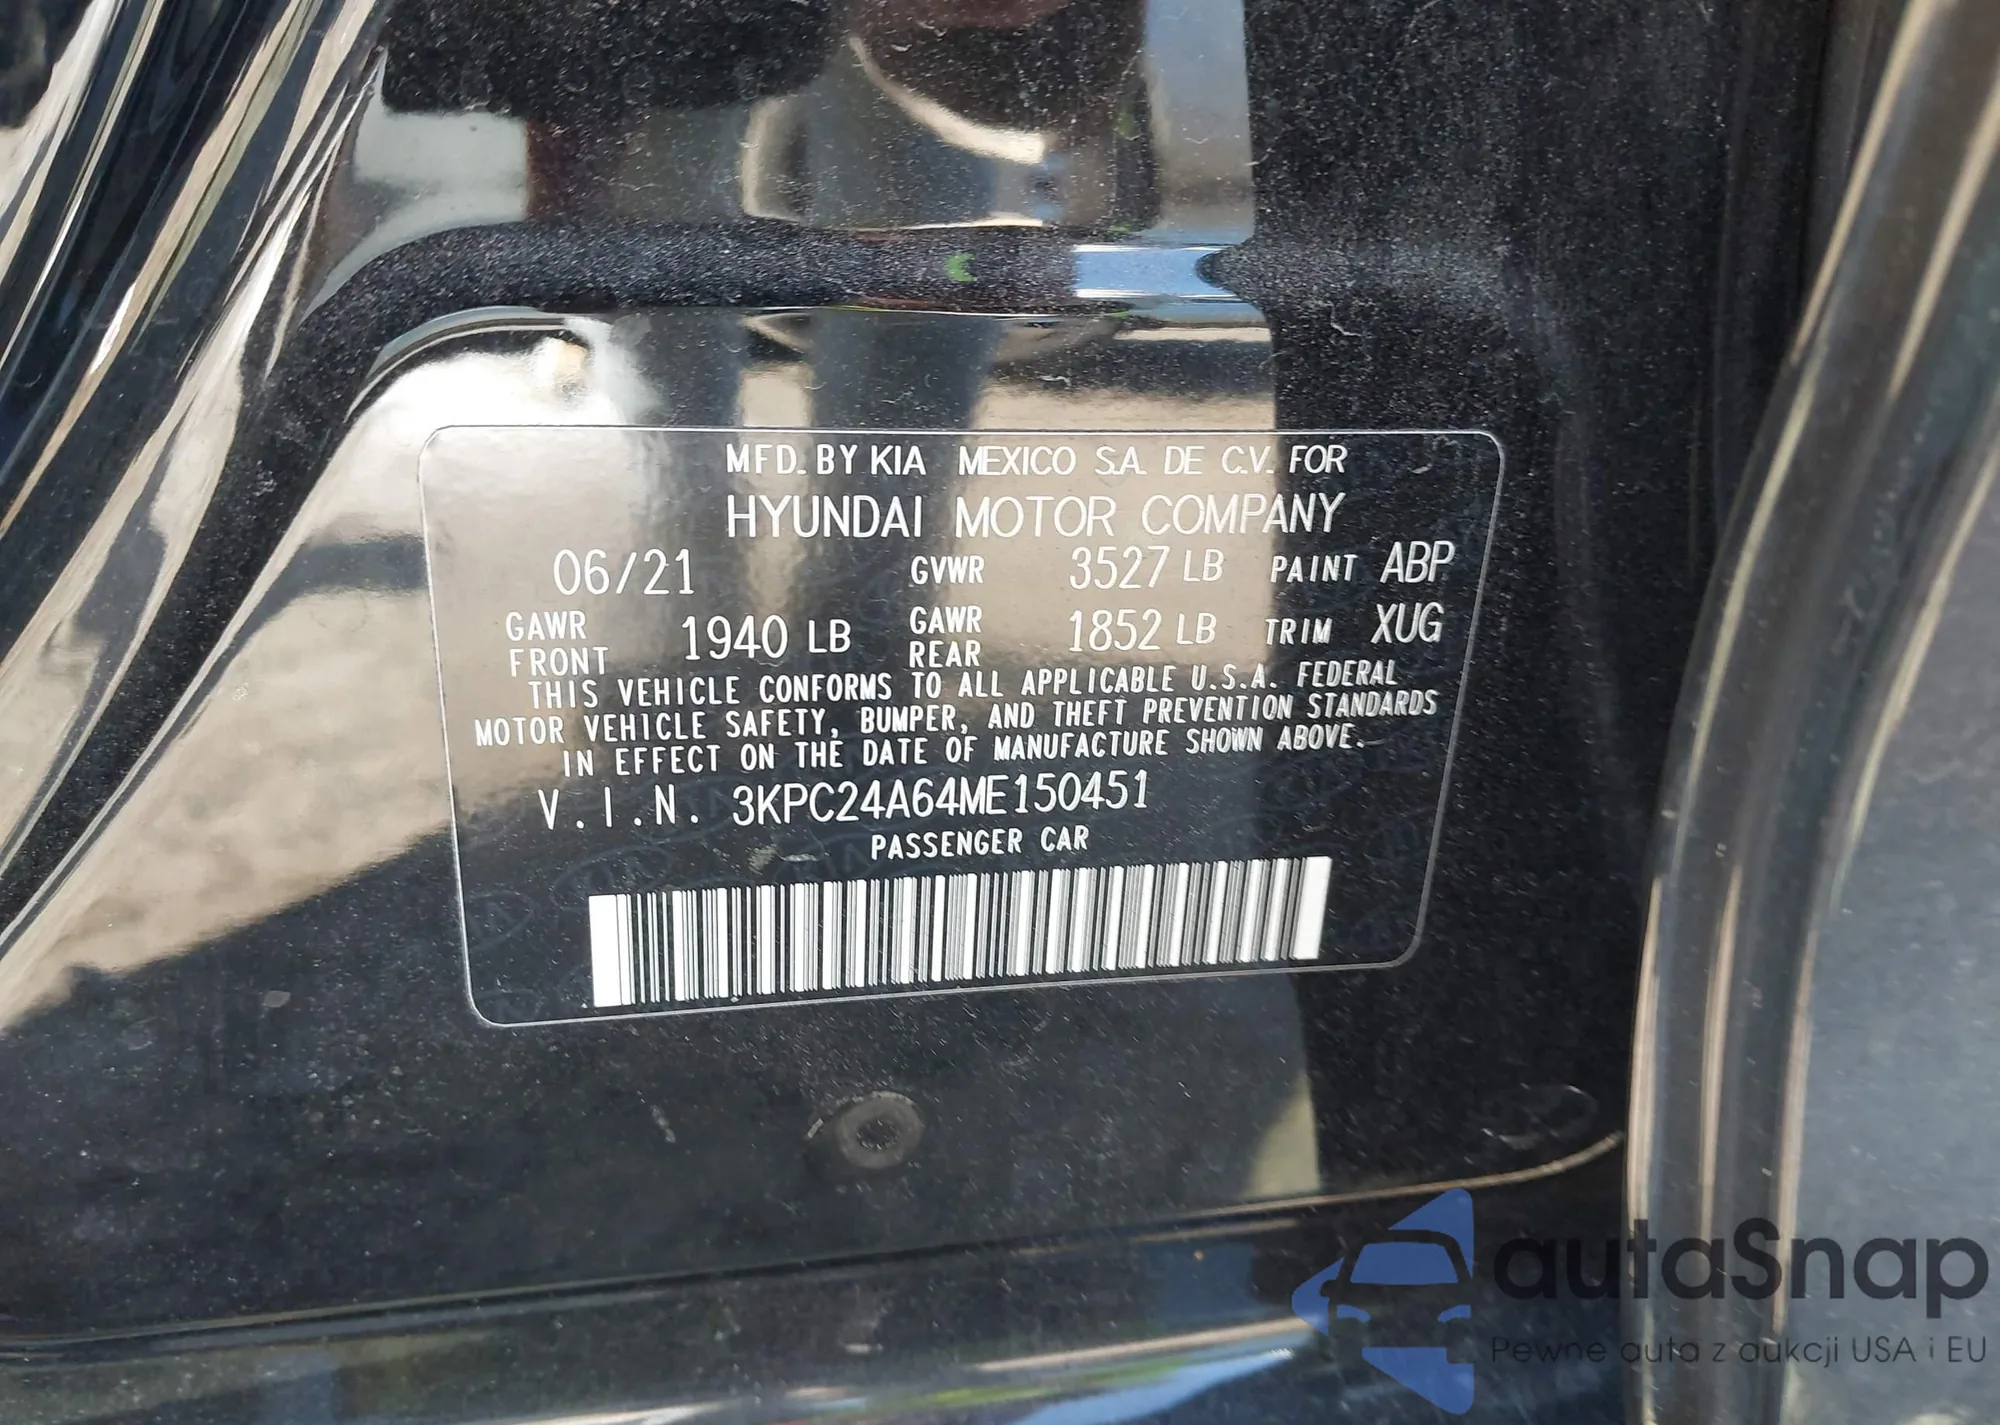 MFD. BY KIA MEXICO S.A. DE C.V. FOR
HYUNDAI MOTOR COMPANY
06/21 GVWR 3527 LB PAINT ABP
GAWR FRONT 1940 LB GAWR REAR 1852 LB TRIM XUG
THIS VEHICLE CONFORMS TO ALL APPLICABLE U.S.A. FEDERAL
MOTOR VEHICLE SAFETY, BUMPER, AND THEFT PREVENTION STANDARDS
IN EFFECT ON THE DATE OF MANUFACTURE SHOWN ABOVE.
V.I.N. 3KPC24A64ME150451
PASSENGER CAR
autaSnap
Pewne auta z aukcji USA i EU